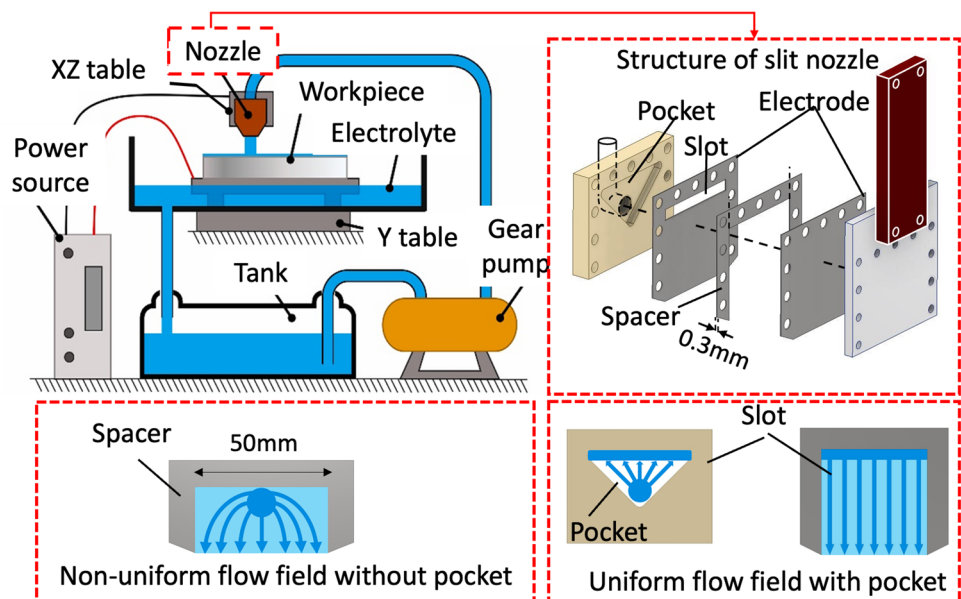 Nozzle
XZ table
Workpiece
Electrolyte
Power
source
Y table
Gear
pump
Tank
Structure of slit nozzle
Pocket
Electrode
Slot
Spacer
0.3mm
Spacer
50mm
Non-uniform flow field without pocket
Slot
Pocket
Uniform flow field with pocket